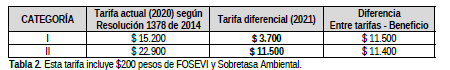 CATEGORÍA Tarifa actual (2020) según Resolución 1378 de 2014 Tarifa diferencial (2021) Diferencia Entre tarifas - Beneficio
I $ 15.200 $ 3.700 $ 11.500
II $ 22.900 $ 11.500 $ 11.400
Tabla 2. Esta tarifa incluye $200 pesos de FOSEVI y Sobretasa Ambiental.